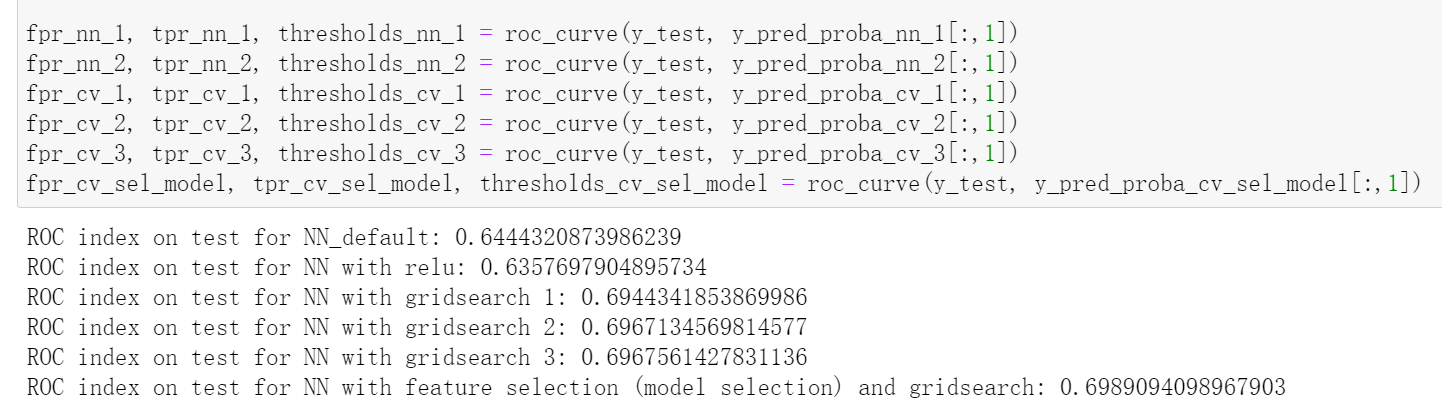 fpr_nn_1, tpr_nn_1, thresholds_nn_1 = roc_curve(y_test, y_pred_proba_nn_1[:,1])
fpr_nn_2, tpr_nn_2, thresholds_nn_2 = roc_curve(y_test, y_pred_proba_nn_2[:,1])
fpr_cv_1, tpr_cv_1, thresholds_cv_1 = roc_curve(y_test, y_pred_proba_cv_1[:,1])
fpr_cv_2, tpr_cv_2, thresholds_cv_2 = roc_curve(y_test, y_pred_proba_cv_2[:,1])
fpr_cv_3, tpr_cv_3, thresholds_cv_3 = roc_curve(y_test, y_pred_proba_cv_3[:,1])
fpr_cv_sel_model, tpr_cv_sel_model, thresholds_cv_sel_model = roc_curve(y_test, y_pred_proba_cv_sel_model[:,1])
ROC index on test for NN_default: 0.6444320873986239
ROC index on test for NN with relu: 0.6357697904895734
ROC index on test for NN with gridsearch 1: 0.6944341853869986
ROC index on test for NN with gridsearch 2: 0.6967134569814577
ROC index on test for NN with gridsearch 3: 0.6967561427831136
ROC index on test for NN with feature selection (model selection) and gridsearch: 0.6989094098967903